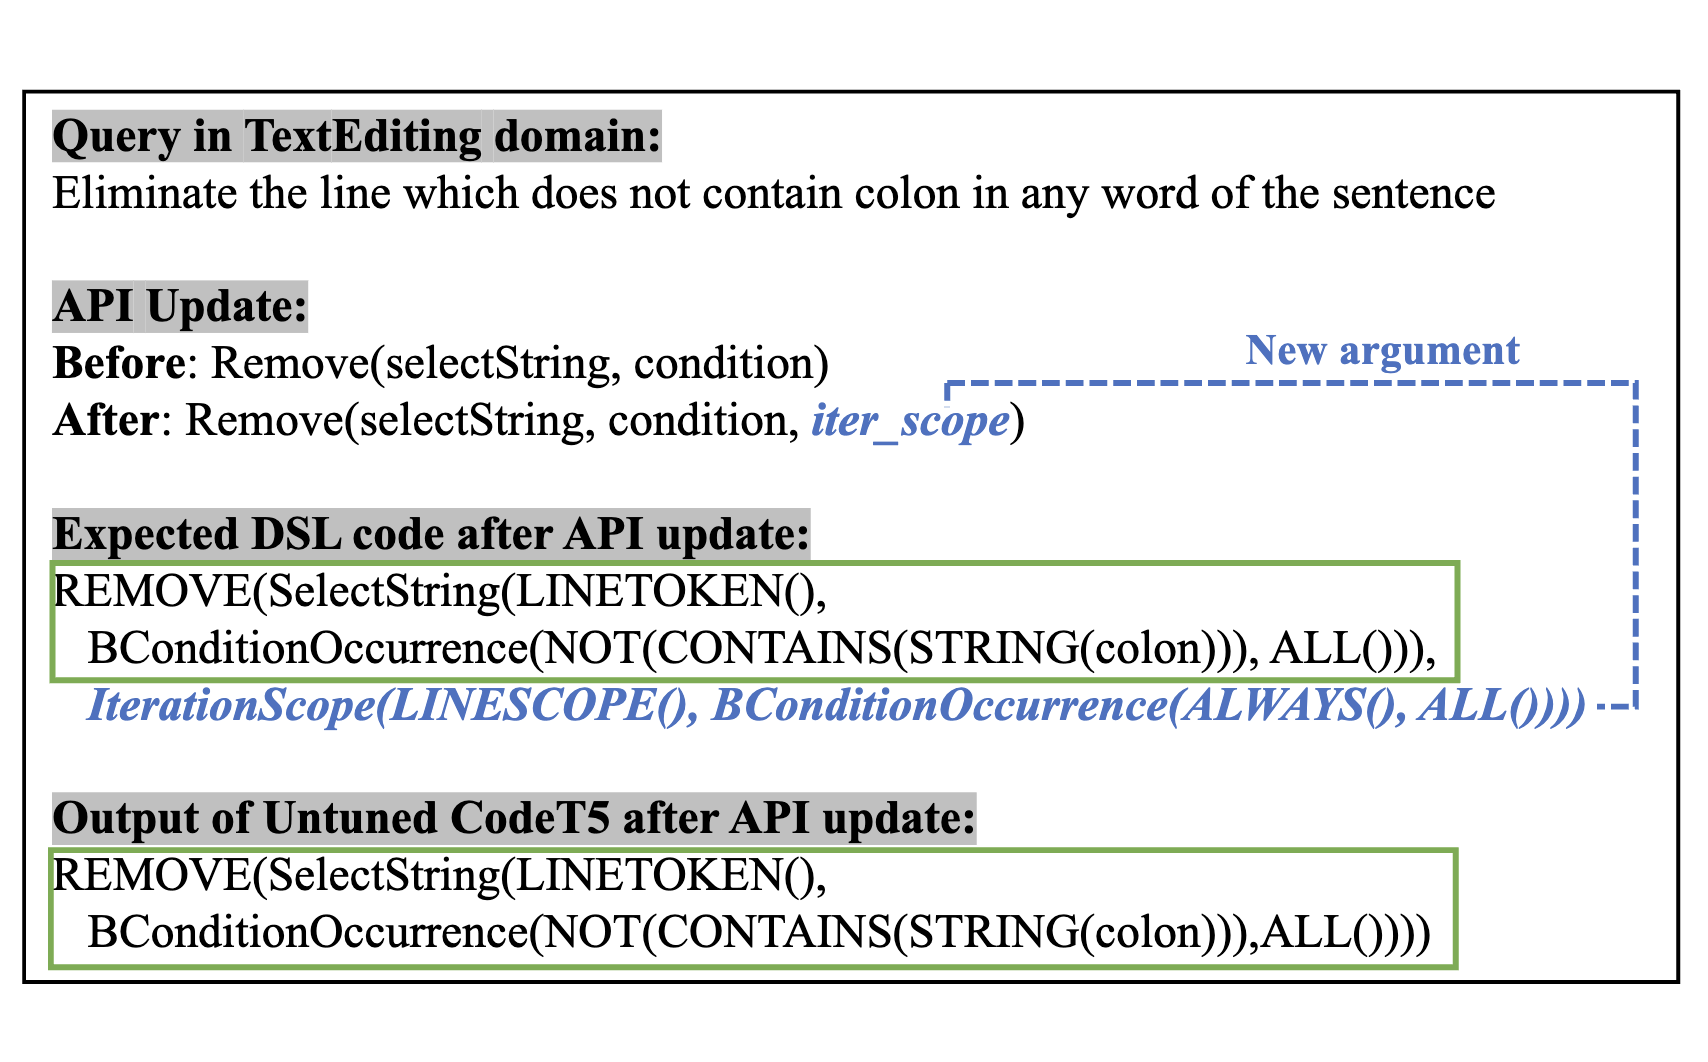 Query in TextEditing domain:
Eliminate the line which does not contain colon in any word of the sentence
API Update:
Before: Remove(selectString, condition)
New argument
After: Remove(selectString, condition, iter_scope)
Expected DSL code after API update:
REMOVE(SelectString(LINETOKEN(),
BConditionOccurrence(NOT(CONTAINS(STRING(colon))), ALL())),
IterationScope(LINESCOPE(), BConditionOccurrence(ALWAYS(), ALL())))
Output of Untuned CodeT5 after API update:
REMOVE(SelectString(LINETOKEN(),
BConditionOccurrence(NOT(CONTAINS(STRING(colon))),ALL())))